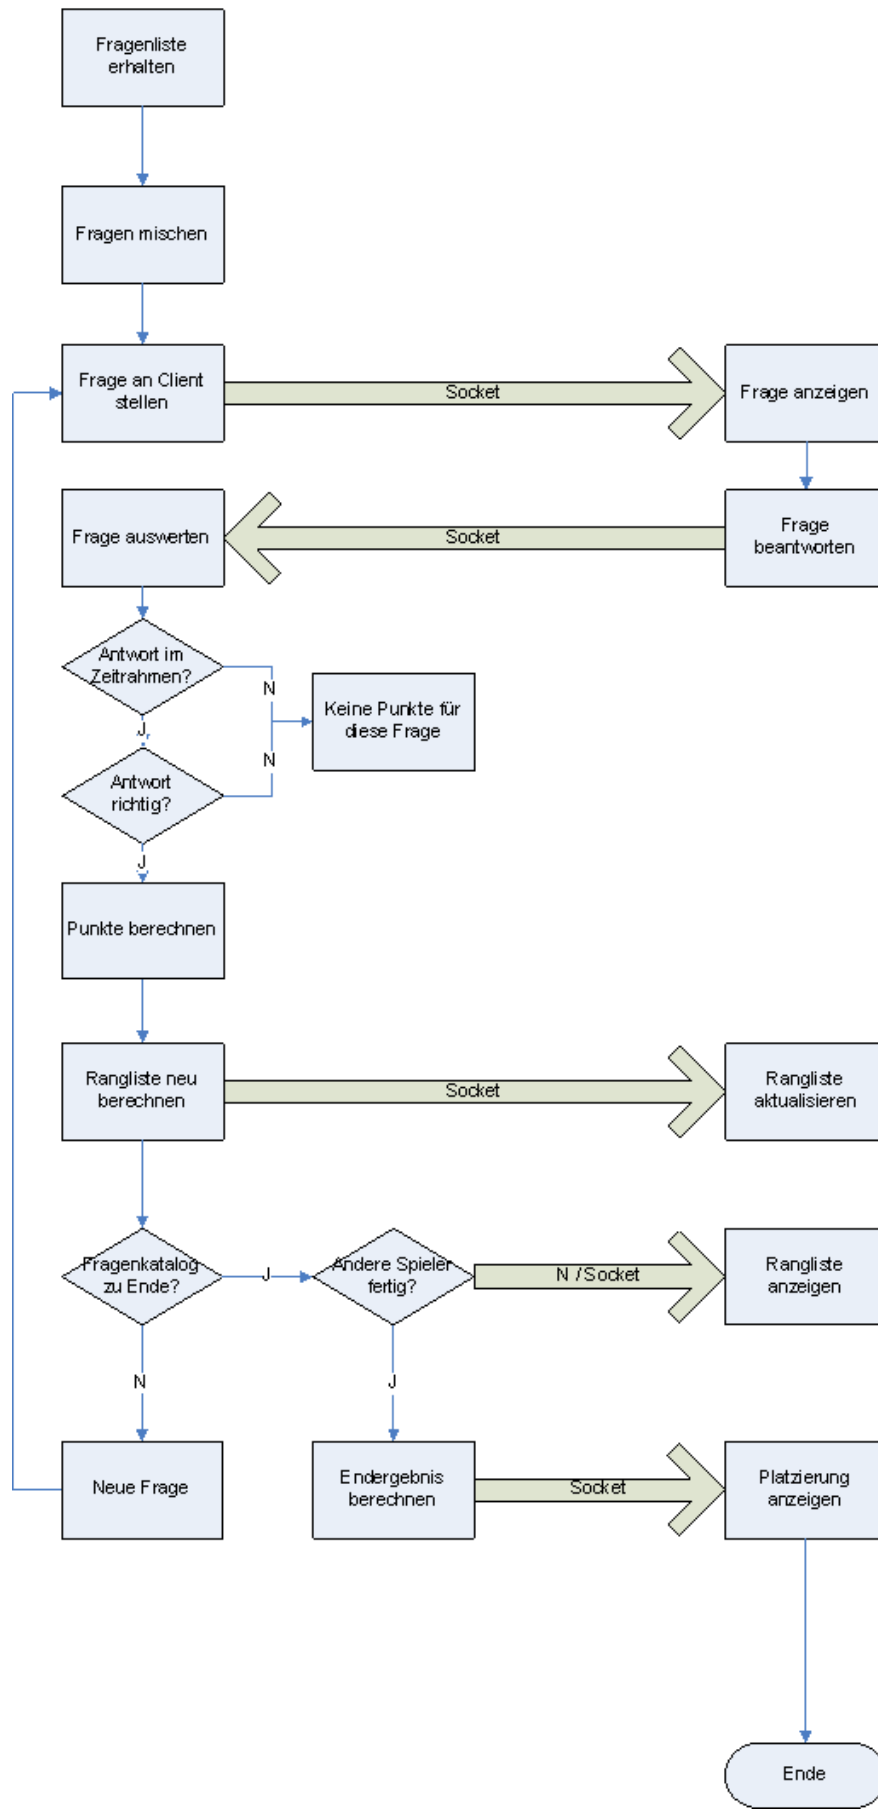 Fragenliste
erhalten
Fragen mischen
Frage an Client
stellen
Socket
Frage anzeigen
Frage auswerten
Socket
Frage
beantworten
Antwort im
Zeitrahmen?
N
Keine Punkte für
diese Frage
J
N
Antwort
richtig?
J
Punkte berechnen
Rangliste neu
berechnen
Socket
Rangliste
aktualisieren
Fragenkatalog
zu Ende?
J
Andere Spieler
fertig?
N / Socket
Rangliste
anzeigen
N
J
Neue Frage
Endergebnis
berechnen
Socket
Platzierung
anzeigen
Ende